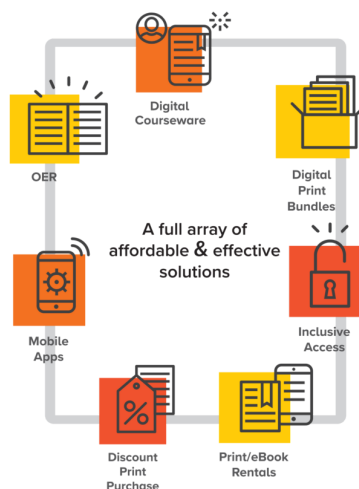 Digital
Courseware
OER
Digital
Print
Bundles
A full array of
affordable & effective
solutions
Mobile
Apps
Inclusive
Access
Discount
Print
Purchase
Print/eBook
Rentals